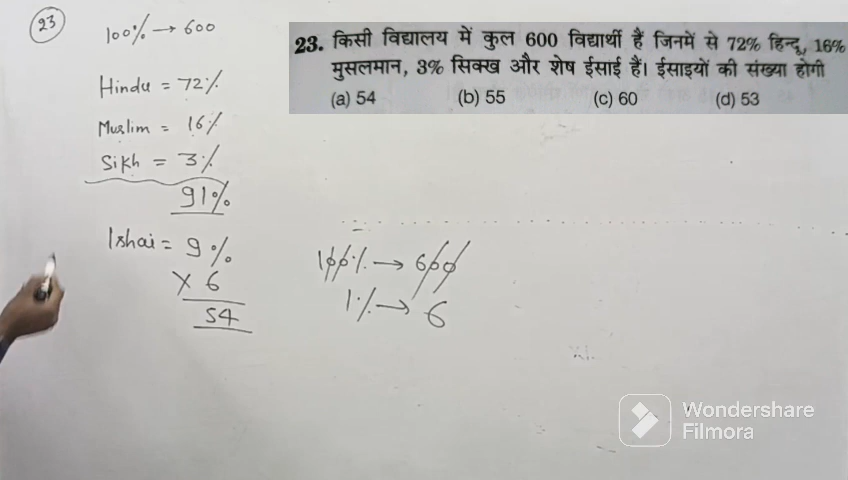 23
100% → 600
Hindu = 72%
Muslim = 16%
Sikh = 3%
91%
Ishai = 9%
× 6
54
100% → 600
1% → 6
23. किसी विद्यालय में कुल 600 विद्यार्थी हैं जिनमें से 72% हिन्दू, 16%
मुसलमान, 3% सिक्ख और शेष ईसाई हैं। ईसाइयों की संख्या होगी
(a) 54 (b) 55 (c) 60 (d) 53
Wondershare
Filmora